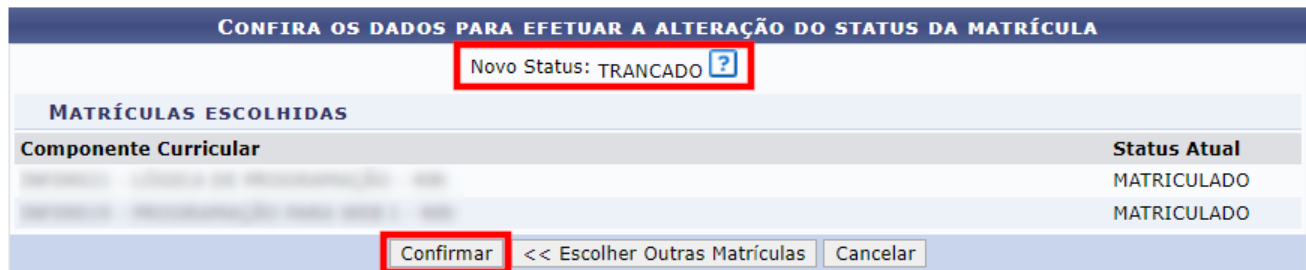 CONFIRA OS DADOS PARA EFETUAR A ALTERAÇÃO DO STATUS DA MATRÍCULA
Novo Status: TRANCADO ?
MATRÍCULAS ESCOLHIDAS
Componente Curricular Status Atual
MATRICULADO
MATRICULADO
Confirmar << Escolher Outras Matrículas Cancelar